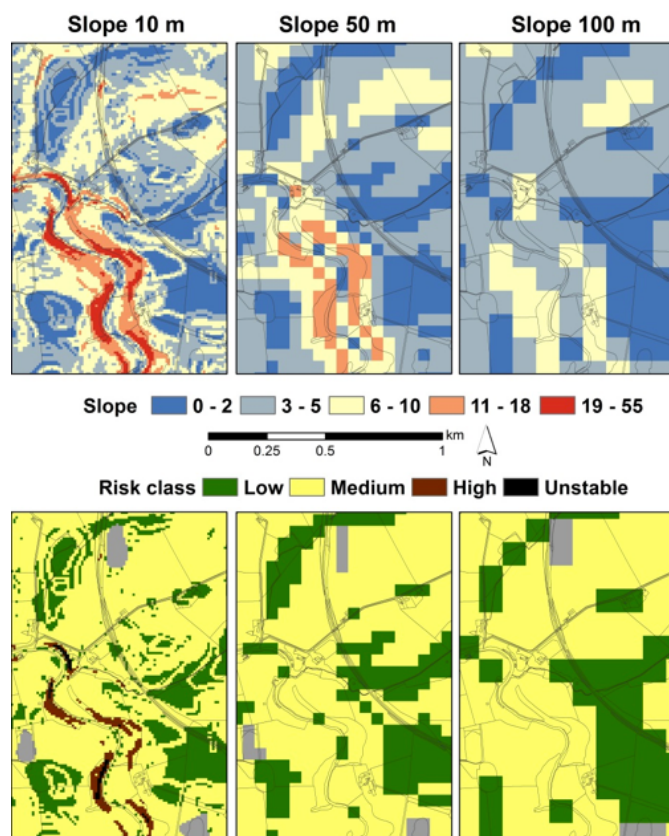 Slope 10 m Slope 50 m Slope 100 m
Slope 0 - 2 3 - 5 6 - 10 11 - 18 19 - 55
km
0 0.25 0.5 1
N
Risk class Low Medium High Unstable